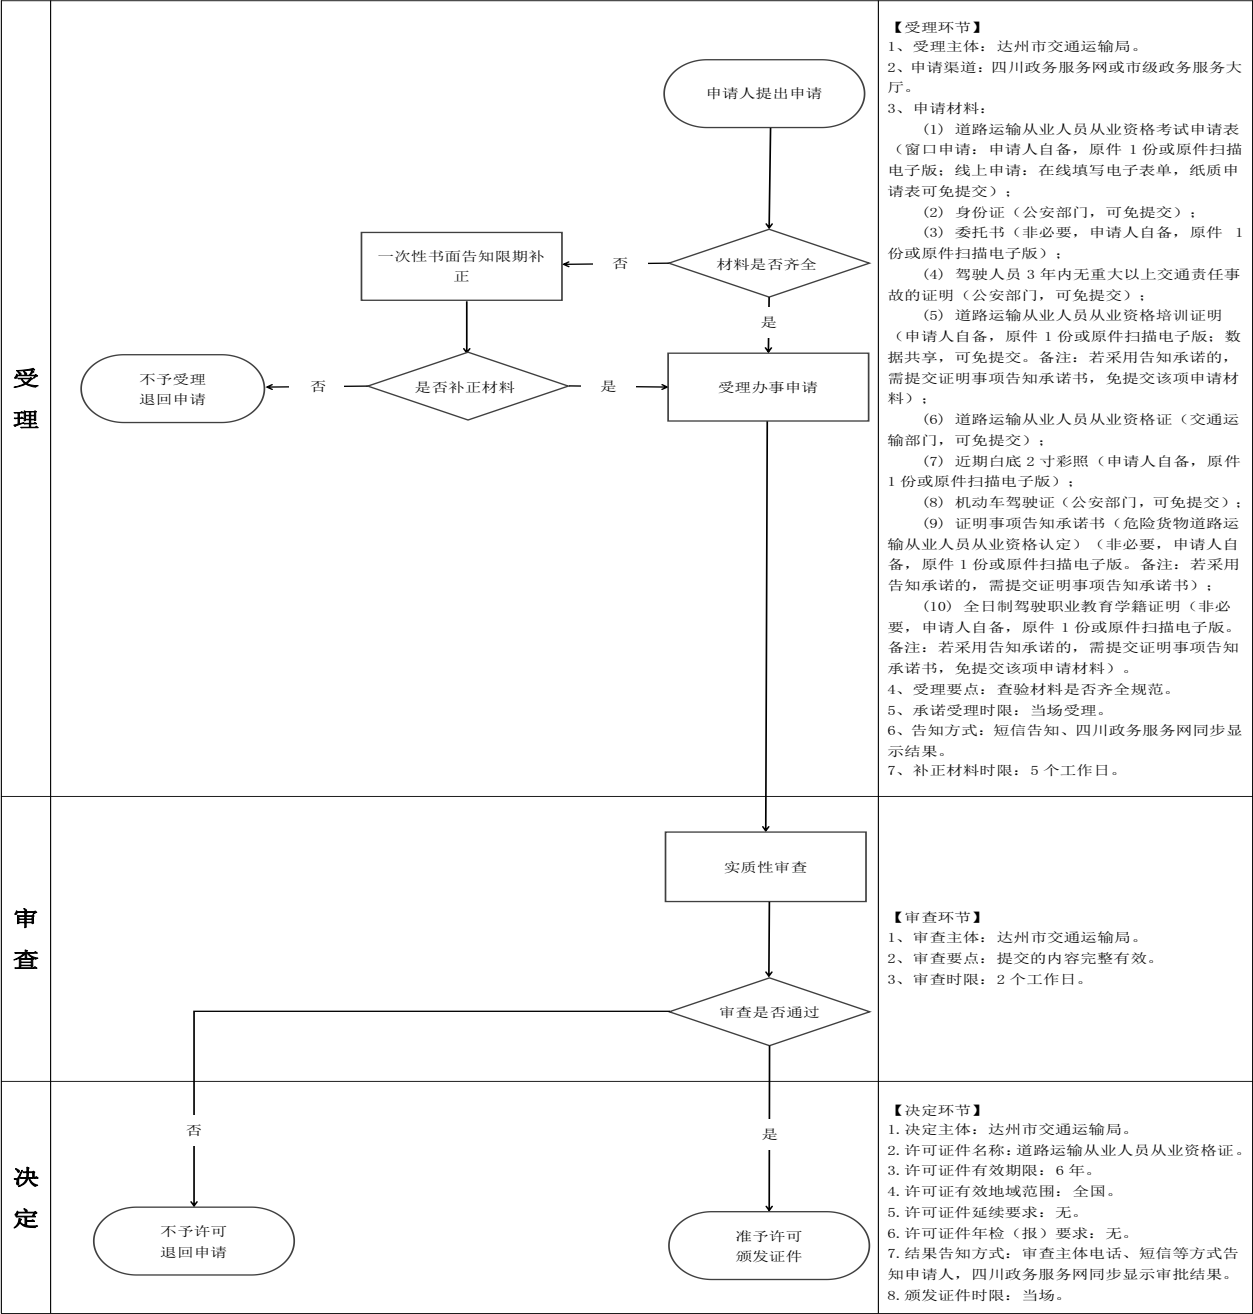 受
理
申请人提出申请
材料是否齐全
否
一次性书面告知限期补
正
是
是否补正材料
否
不予受理
退回申请
是
受理办事申请
【受理环节】
1、受理主体：达州市交通运输局。
2、申请渠道：四川政务服务网或市级政务服务大
厅。
3、申请材料：
(1) 道路运输从业人员从业资格考试申请表
（窗口申请：申请人自备，原件 1 份或原件扫描
电子版；线上申请：在线填写电子表单，纸质申
请表可免提交）；
(2) 身份证（公安部门，可免提交）；
(3) 委托书（非必要，申请人自备，原件 1
份或原件扫描电子版）；
(4) 驾驶人员 3 年内无重大以上交通责任事
故的证明（公安部门，可免提交）；
(5) 道路运输从业人员从业资格培训证明
（申请人自备，原件 1 份或原件扫描电子版；数
据共享，可免提交。备注：若采用告知承诺的，
需提交证明事项告知承诺书，免提交该项申请材
料）；
(6) 道路运输从业人员从业资格证（交通运
输部门，可免提交）；
(7) 近期白底 2 寸彩照（申请人自备，原件
1 份或原件扫描电子版）；
(8) 机动车驾驶证（公安部门，可免提交）；
(9) 证明事项告知承诺书（危险货物道路运
输从业人员从业资格认定）（非必要，申请人自
备，原件 1 份或原件扫描电子版。备注：若采用
告知承诺的，需提交证明事项告知承诺书）；
(10) 全日制驾驶职业教育学籍证明（非必
要，申请人自备，原件 1 份或原件扫描电子版。
备注：若采用告知承诺的，需提交证明事项告知
承诺书，免提交该项申请材料）。
4、受理要点：查验材料是否齐全规范。
5、承诺受理时限：当场受理。
6、告知方式：短信告知、四川政务服务网同步显
示结果。
7、补正材料时限：5 个工作日。
审
查
实质性审查
审查是否通过
【审查环节】
1、审查主体：达州市交通运输局。
2、审查要点：提交的内容完整有效。
3、审查时限：2 个工作日。
决
定
否
是
不予许可
退回申请
准予许可
颁发证件
【决定环节】
1.决定主体：达州市交通运输局。
2.许可证件名称：道路运输从业人员从业资格证。
3.许可证件有效期限：6 年。
4.许可证有效地域范围：全国。
5.许可证件延续要求：无。
6.许可证件年检（报）要求：无。
7.结果告知方式：审查主体电话、短信等方式告
知申请人，四川政务服务网同步显示审批结果。
8.颁发证件时限：当场。